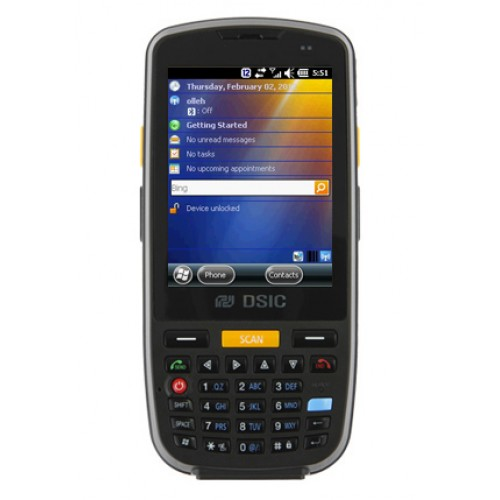 12 5:51
Thursday, February 02, 20
olleh
: Off
Getting Started
No unread messages
No tasks
No upcoming appointments
Bing
Device unlocked
Phone Contacts
DSIC
SCAN
SEND END
1 QZ 2 ABC 3 DEF
SHIFT 4 GHI 5 JKL 6 MNO
SPACE 7 PRS 8 TUV 9 WXY
* 0 #